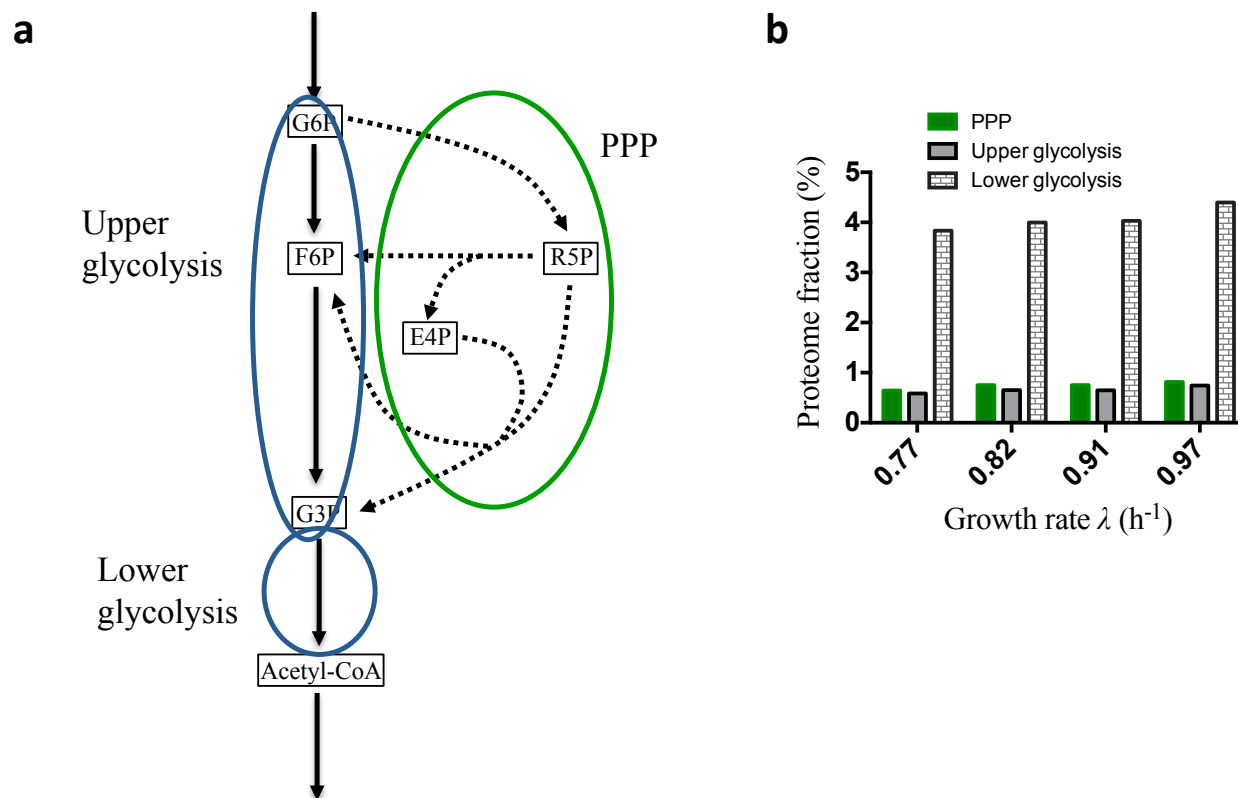 a
G6P
PPP
Upper
glycolysis
F6P
R5P
E4P
G3P
Lower
glycolysis
Acetyl-CoA
b
PPP
Upper glycolysis
Lower glycolysis
Proteome fraction (%)
5
4
3
2
1
0
0.77
0.82
0.91
0.97
Growth rate λ (h⁻¹)